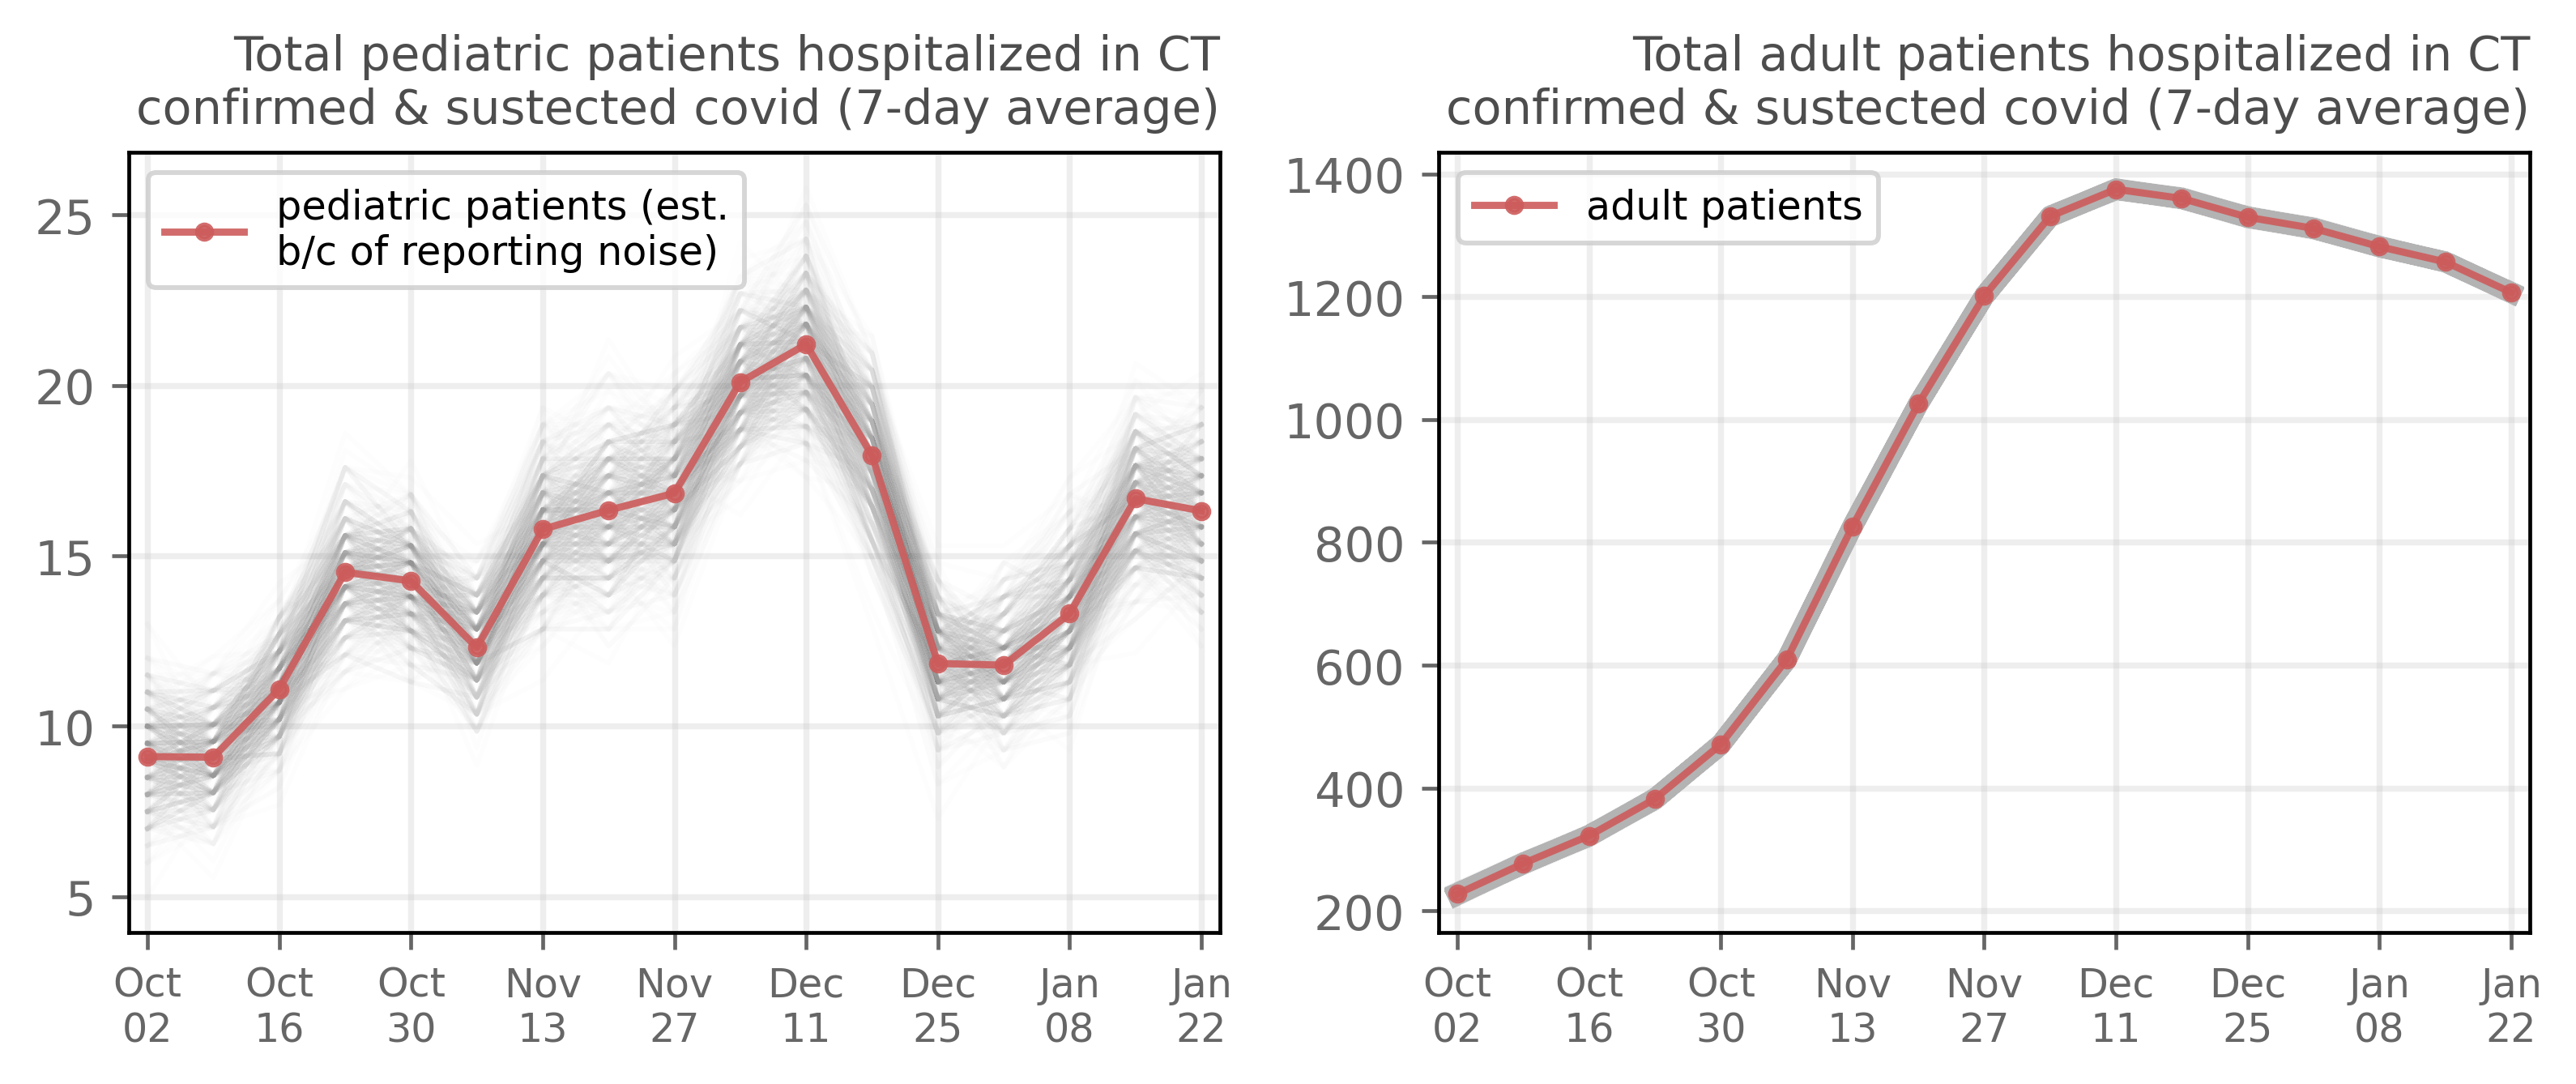 Total pediatric patients hospitalized in CT
confirmed & sustected covid (7-day average)
pediatric patients (est.
b/c of reporting noise)
25
20
15
10
5
Oct
02
Oct
16
Oct
30
Nov
13
Nov
27
Dec
11
Dec
25
Jan
08
Jan
22
Total adult patients hospitalized in CT
confirmed & sustected covid (7-day average)
adult patients
1400
1200
1000
800
600
400
200
Oct
02
Oct
16
Oct
30
Nov
13
Nov
27
Dec
11
Dec
25
Jan
08
Jan
22